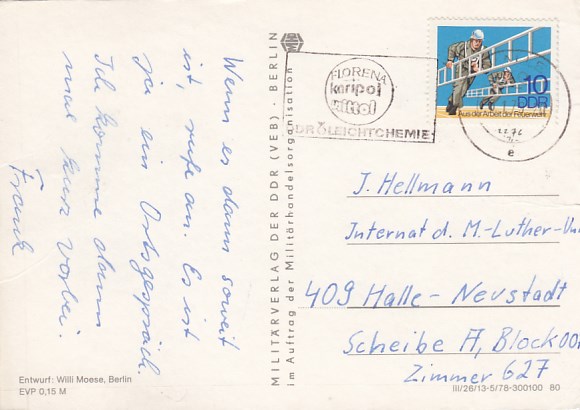 Wenn es dann soweit
ist, rufe an. Es ist
ja ein Ortsgespräch.
Ich komme dann
mal kurz vorbei.
Frank
Entwurf: Willi Moese, Berlin
EVP 0,15 M
MILITÄRVERLAG DER DDR (VEB) · BERLIN
im Auftrag der Militärhandelsorganisation
FLORENA
karipol
wittol
DROLEICHTCHEMIE
10
DDR
Aus der Arbeit der Feuerwehr
e
J. Hellmann
Internat d. M.-Luther-Uni
409 Halle-Neustadt
Scheibe A, Block 001
Zimmer 627
III/26/13-5/78-300100 80